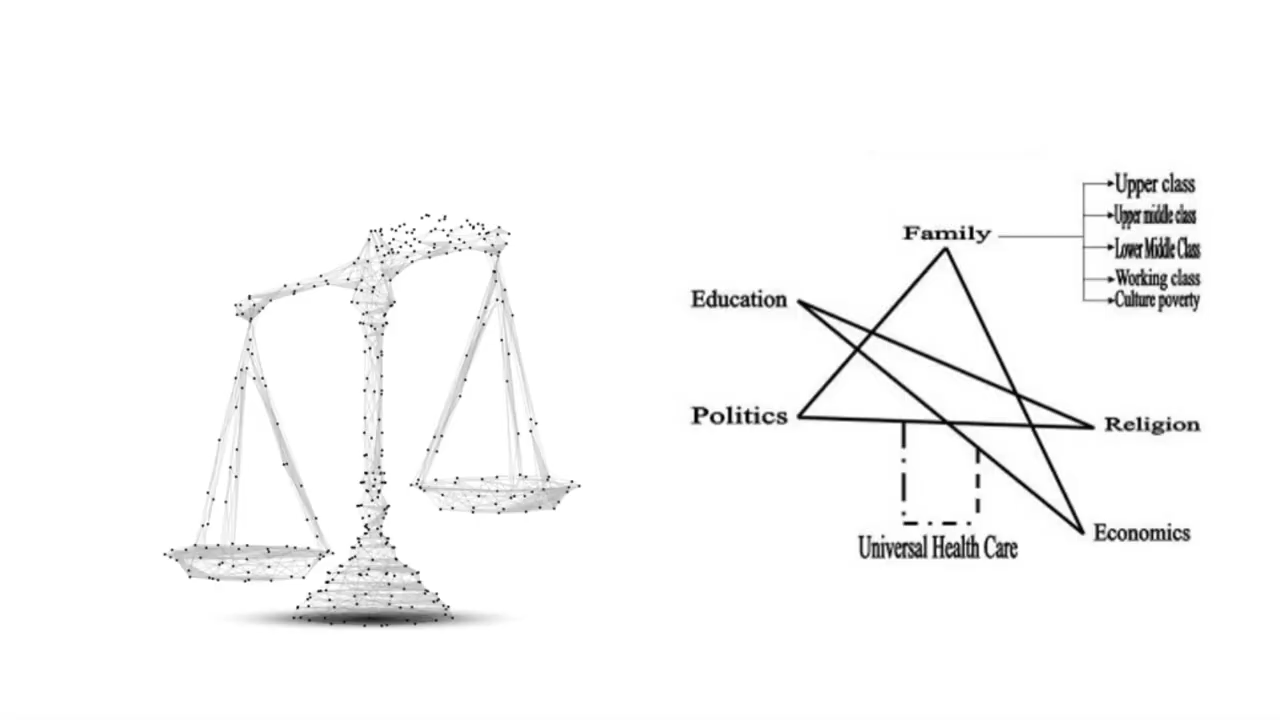 Upper class
Upper middle class
Family
Lower Middle Class
Working class
Education
Culture poverty
Politics
Religion
Economics
Universal Health Care